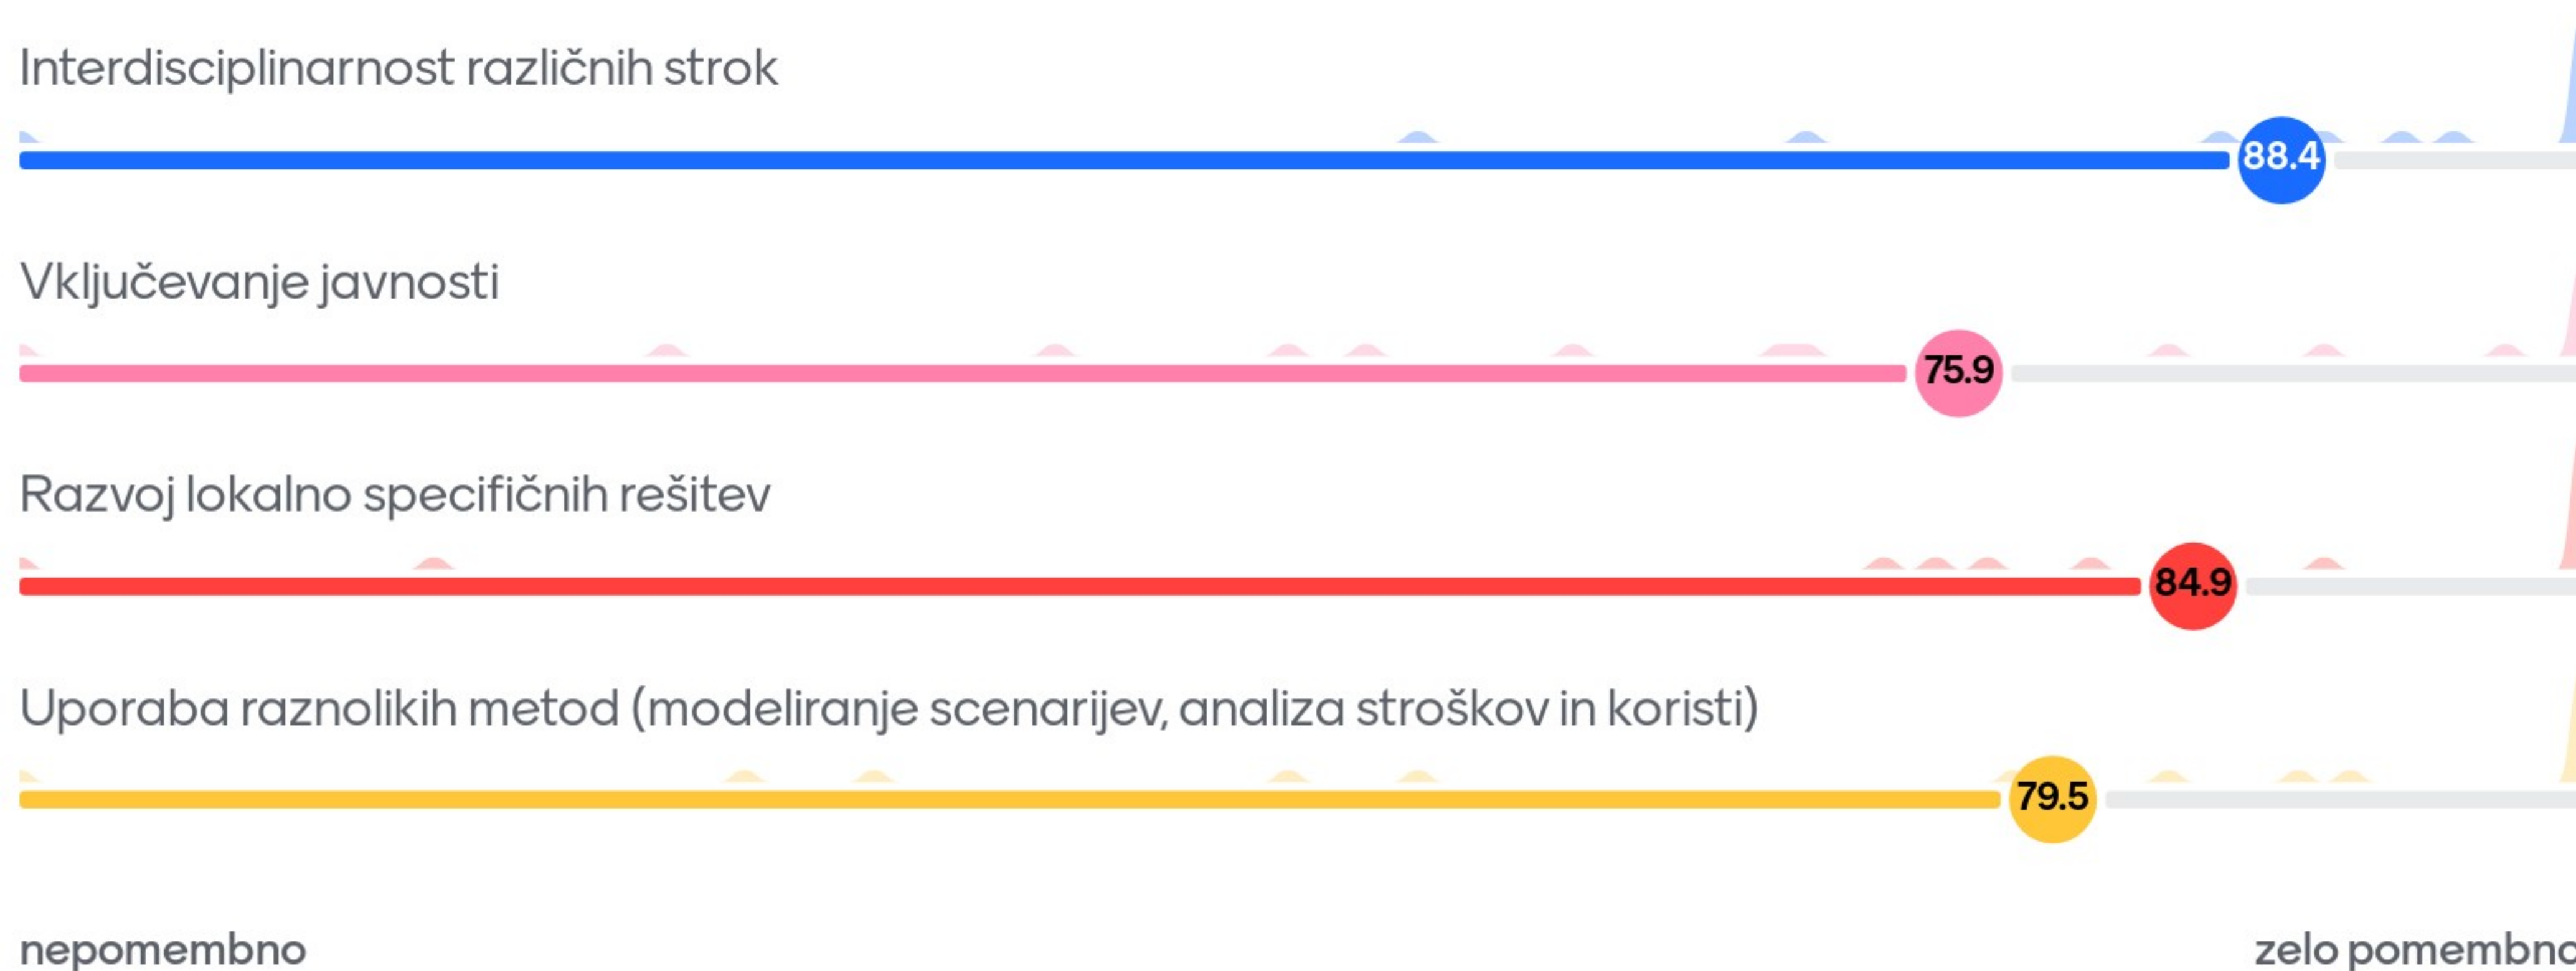 Interdisciplinarnost različnih strok
88.4
Vključevanje javnosti
75.9
Razvoj lokalno specifičnih rešitev
84.9
Uporaba raznolikih metod (modeliranje scenarijev, analiza stroškov in koristi)
79.5
nepomembno
zelo pomembno